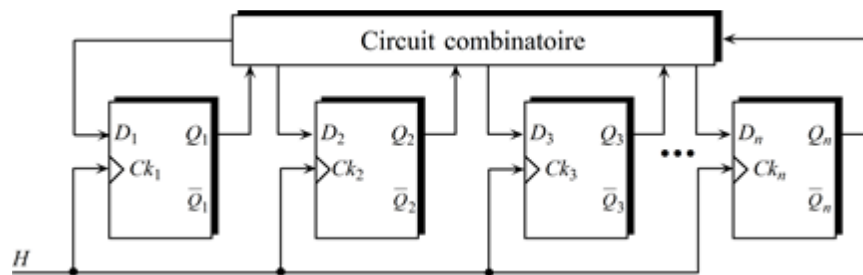 Circuit combinatoire
D₁ Q₁ D₂ Q₂ D₃ Q₃ Dₙ Qₙ
Ck₁ Ck₂ Ck₃ ••• Ckₙ
Q̄₁ Q̄₂ Q̄₃ Q̄ₙ
H